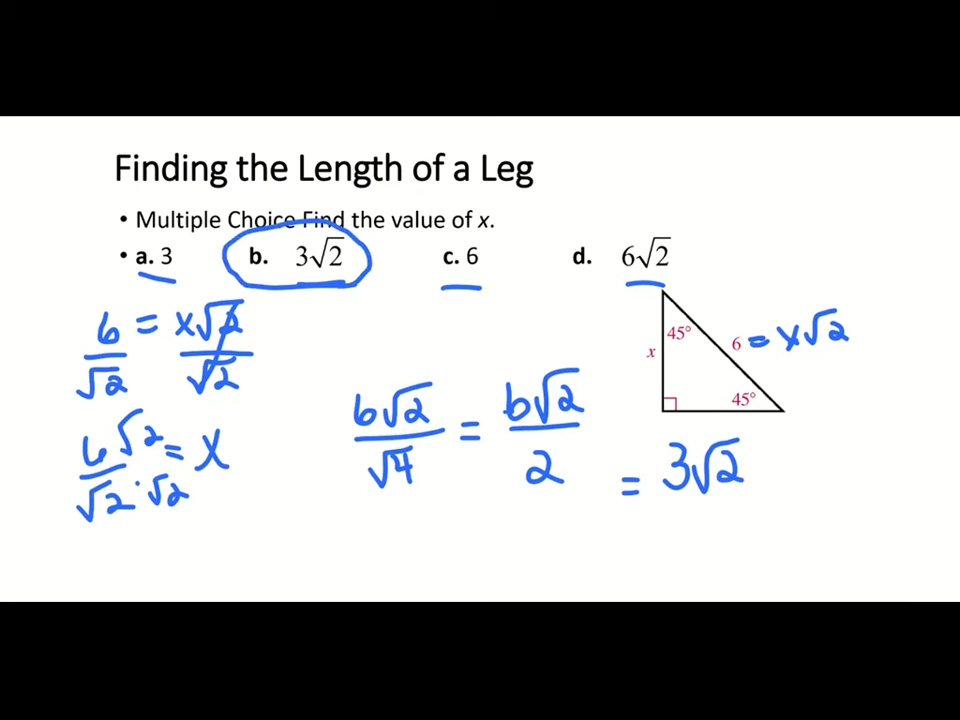 Finding the Length of a Leg
• Multiple Choice Find the value of x.
• a. 3 b. 3√2 c. 6 d. 6√2
6 = x√2
√2 √2
6 √2 = x
√2 · √2
6√2 = 6√2
√4 2
= 3√2
45°
x
6 = x√2
45°